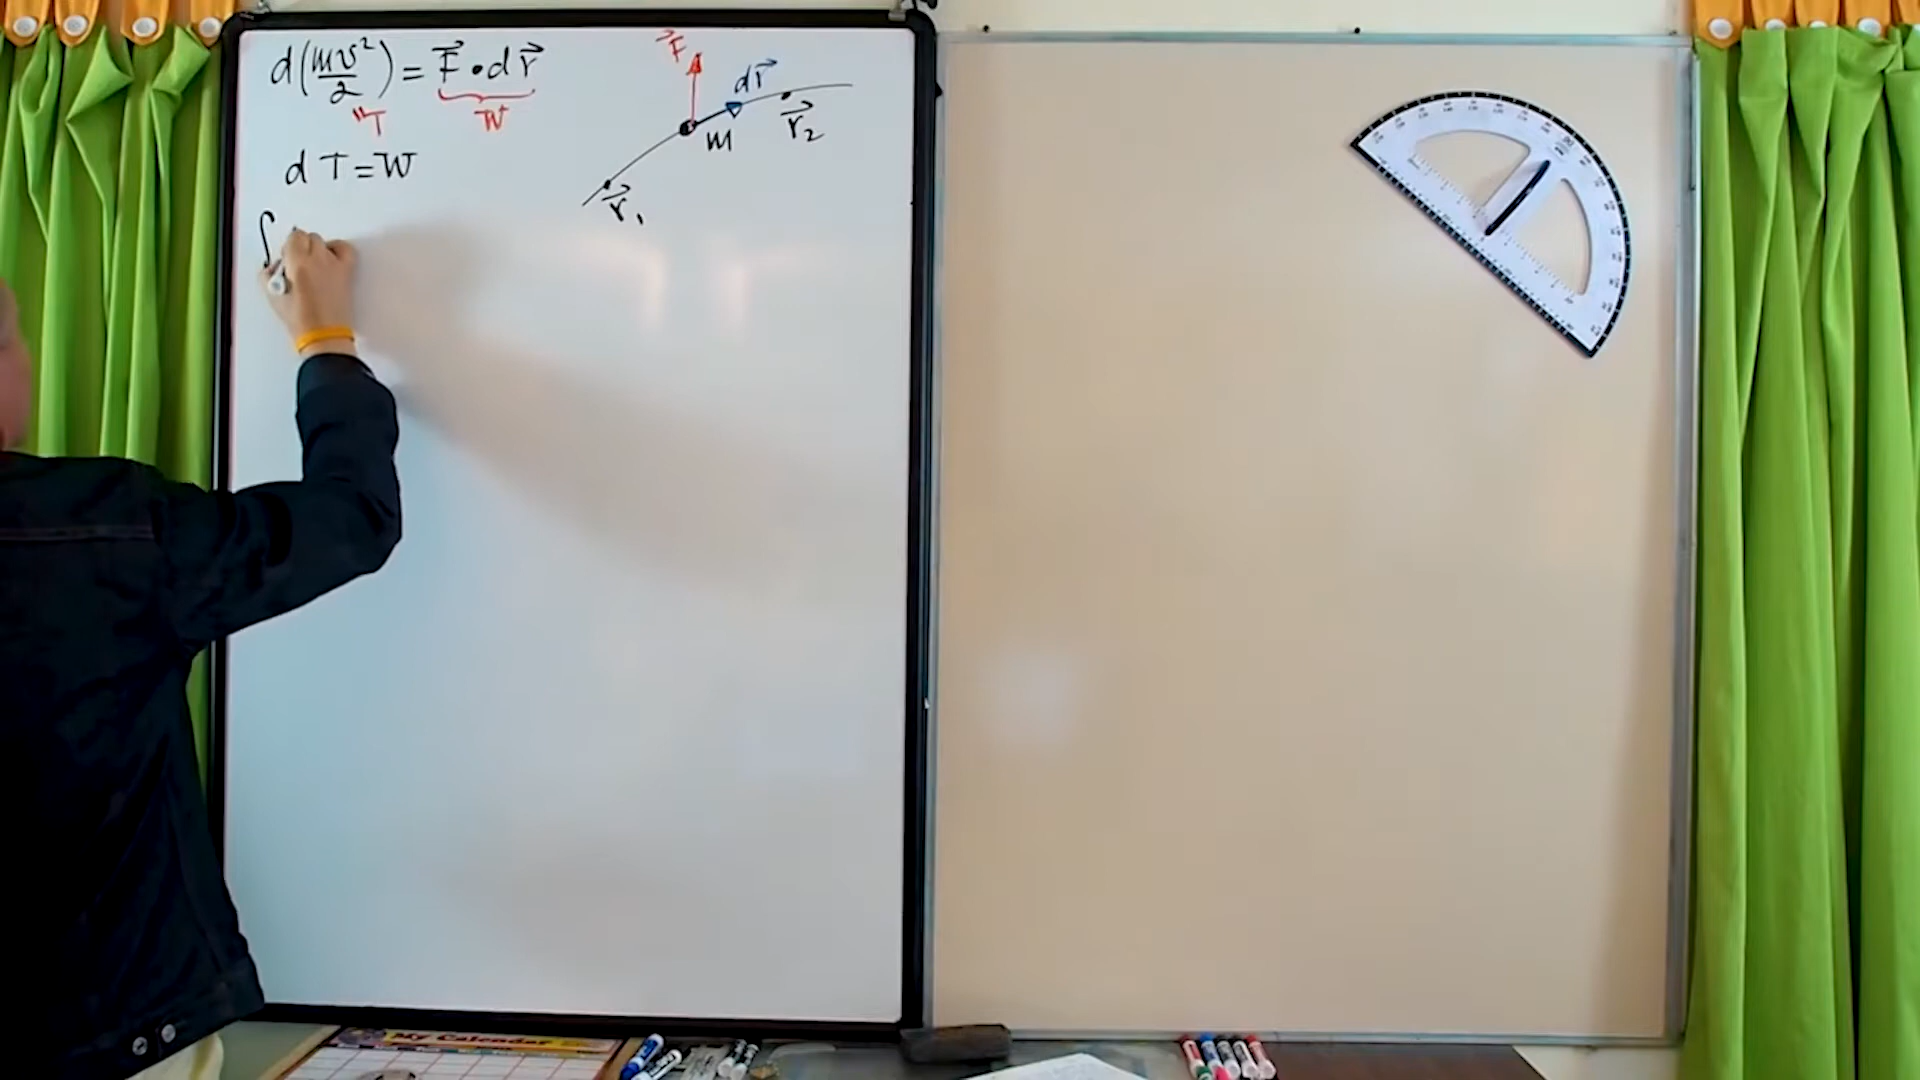 d(mv²/2) = F⃗ • dr⃗
"T W
dT = W
∫
F⃗
dr⃗
m
r⃗₂
r⃗₁
My Calendar